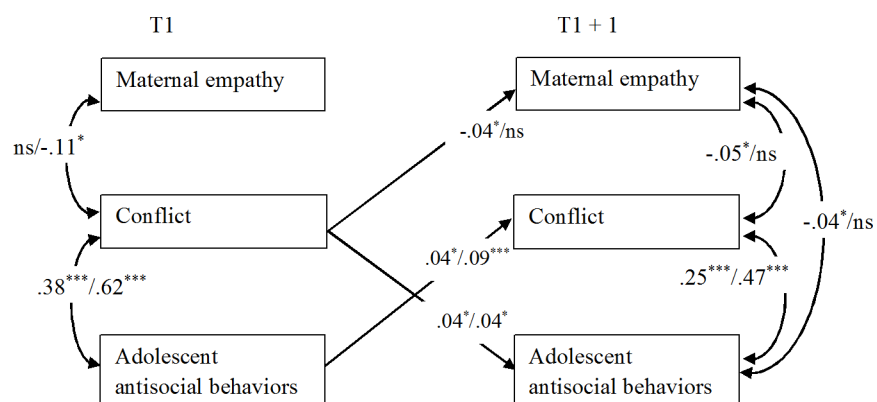 T1
T1 + 1
Maternal empathy
Maternal empathy
ns/-.11*
-.04*/ns
-.05*/ns
Conflict
Conflict
-.04*/ns
.04*/.09***
.38***/.62***
.25***/.47***
.04*/.04*
Adolescent
antisocial behaviors
Adolescent
antisocial behaviors